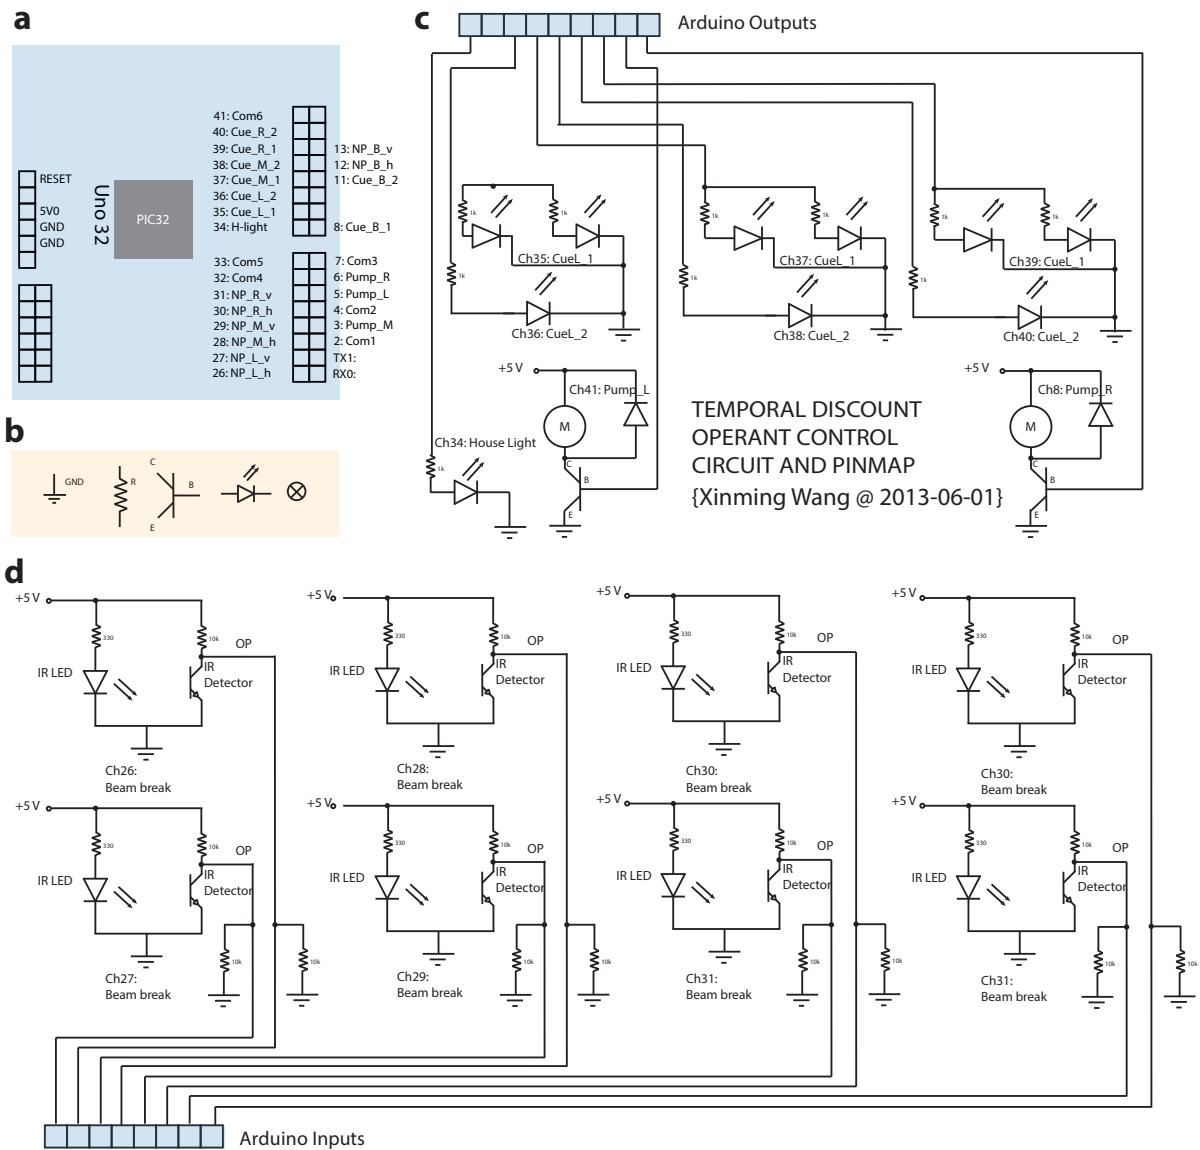 a
41: Com6
40: Cue_R_2
39: Cue_R_1
38: Cue_M_2
37: Cue_M_1
36: Cue_L_2
35: Cue_L_1
34: H-light
13: NP_B_v
12: NP_B_h
11: Cue_B_2
8: Cue_B_1
RESET
5V0
GND
GND
Uno 32
PIC32
33: Com5
32: Com4
31: NP_R_v
30: NP_R_h
29: NP_M_v
28: NP_M_h
27: NP_L_v
26: NP_L_h
7: Com3
6: Pump_R
5: Pump_L
4: Com2
3: Pump_M
2: Com1
TX1:
RX0:
b
GND
R
C
B
E
c
Arduino Outputs
1k
1k
1k
Ch35: CueL_1
Ch36: CueL_2
1k
1k
1k
Ch37: CueL_1
Ch38: CueL_2
1k
1k
1k
Ch39: CueL_1
Ch40: CueL_2
+5 V
Ch41: Pump_L
M
C
B
E
Ch34: House Light
1k
TEMPORAL DISCOUNT
OPERANT CONTROL
CIRCUIT AND PINMAP
{Xinming Wang @ 2013-06-01}
+5 V
Ch8: Pump_R
M
C
B
E
d
+5 V
330
10k
OP
IR LED
IR
Detector
Ch26:
Beam break
+5 V
330
10k
OP
IR LED
IR
Detector
Ch28:
Beam break
+5 V
330
10k
OP
IR LED
IR
Detector
Ch30:
Beam break
+5 V
330
10k
OP
IR LED
IR
Detector
Ch30:
Beam break
+5 V
330
10k
OP
IR LED
IR
Detector
10k
10k
Ch27:
Beam break
+5 V
330
10k
OP
IR LED
IR
Detector
10k
10k
Ch29:
Beam break
+5 V
330
10k
OP
IR LED
IR
Detector
10k
10k
Ch31:
Beam break
+5 V
330
10k
OP
IR LED
IR
Detector
10k
10k
Ch31:
Beam break
Arduino Inputs